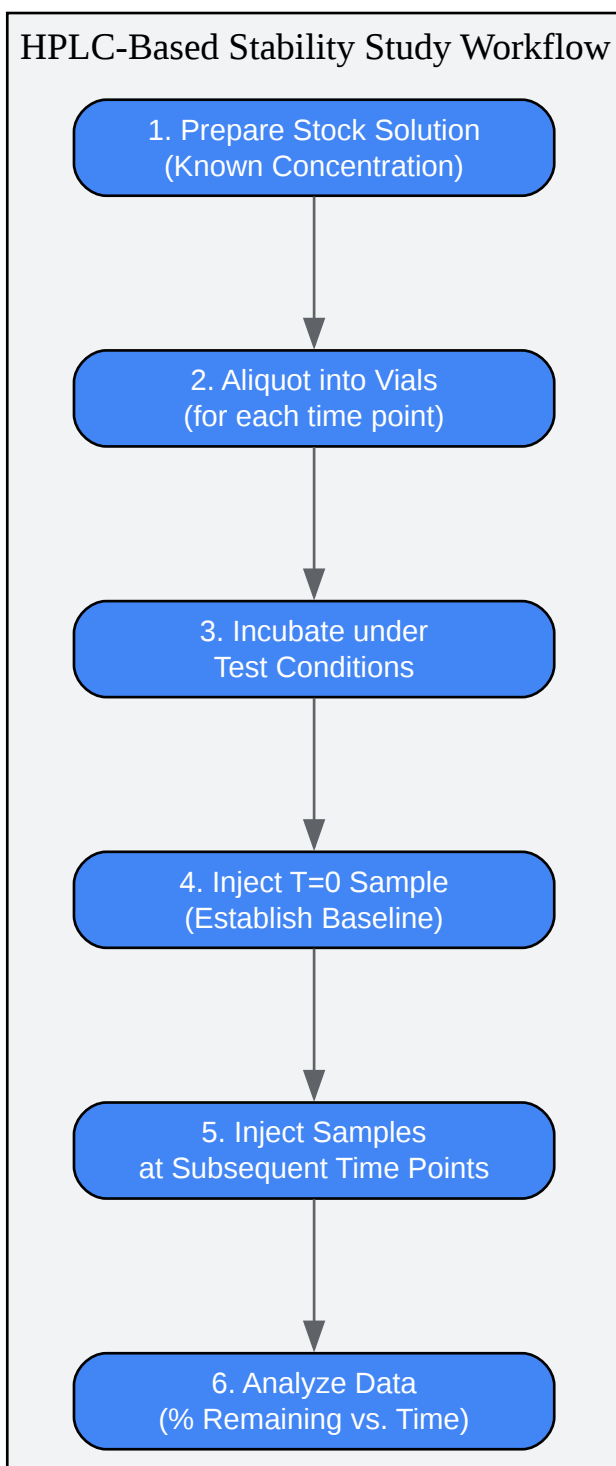 HPLC-Based Stability Study Workflow
1. Prepare Stock Solution
(Known Concentration)
2. Aliquot into Vials
(for each time point)
3. Incubate under
Test Conditions
4. Inject T=0 Sample
(Establish Baseline)
5. Inject Samples
at Subsequent Time Points
6. Analyze Data
(% Remaining vs. Time)